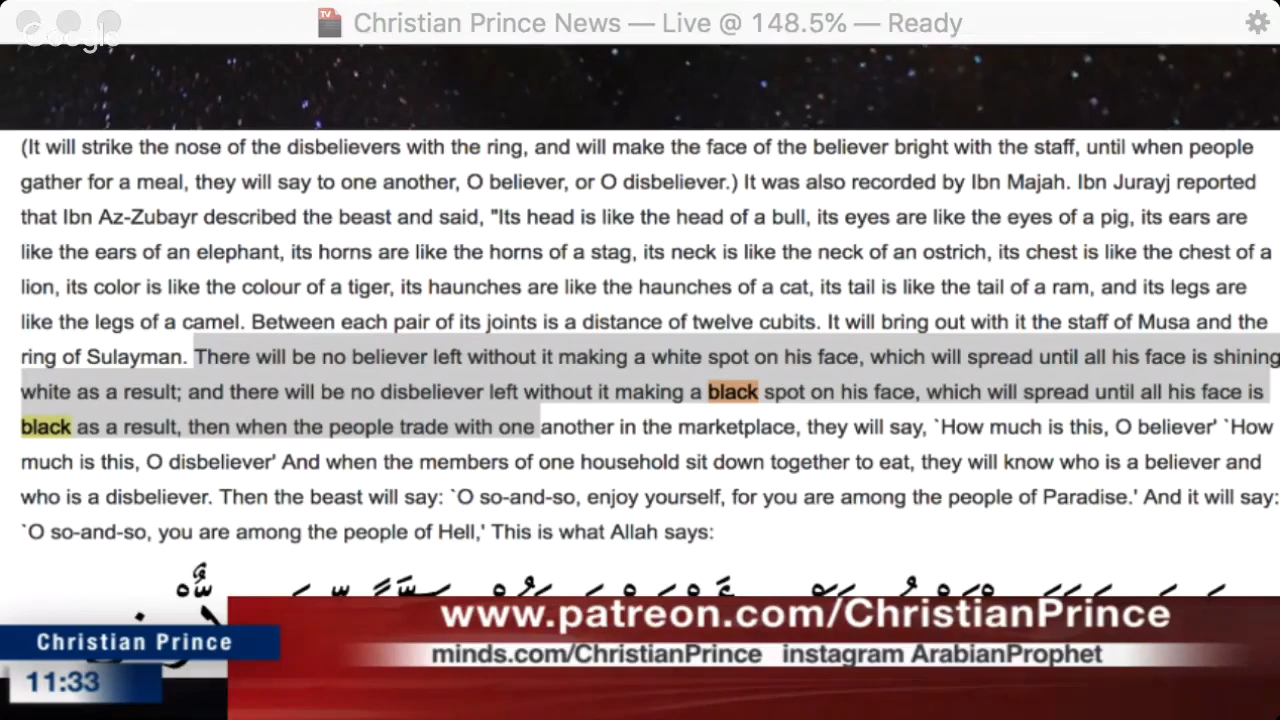 Christian Prince News — Live @ 148.5% — Ready
Google
(It will strike the nose of the disbelievers with the ring, and will make the face of the believer bright with the staff, until when people
gather for a meal, they will say to one another, O believer, or O disbeliever.) It was also recorded by Ibn Majah. Ibn Jurayj reported
that Ibn Az-Zubayr described the beast and said, "Its head is like the head of a bull, its eyes are like the eyes of a pig, its ears are
like the ears of an elephant, its horns are like the horns of a stag, its neck is like the neck of an ostrich, its chest is like the chest of a
lion, its color is like the colour of a tiger, its haunches are like the haunches of a cat, its tail is like the tail of a ram, and its legs are
like the legs of a camel. Between each pair of its joints is a distance of twelve cubits. It will bring out with it the staff of Musa and the
ring of Sulayman. There will be no believer left without it making a white spot on his face, which will spread until all his face is shining
white as a result; and there will be no disbeliever left without it making a black spot on his face, which will spread until all his face is
black as a result, then when the people trade with one another in the marketplace, they will say, `How much is this, O believer' `How
much is this, O disbeliever' And when the members of one household sit down together to eat, they will know who is a believer and
who is a disbeliever. Then the beast will say: `O so-and-so, enjoy yourself, for you are among the people of Paradise.' And it will say:
`O so-and-so, you are among the people of Hell,' This is what Allah says:
www.patreon.com/ChristianPrince
Christian Prince
minds.com/ChristianPrince instagram ArabianProphet
11:33